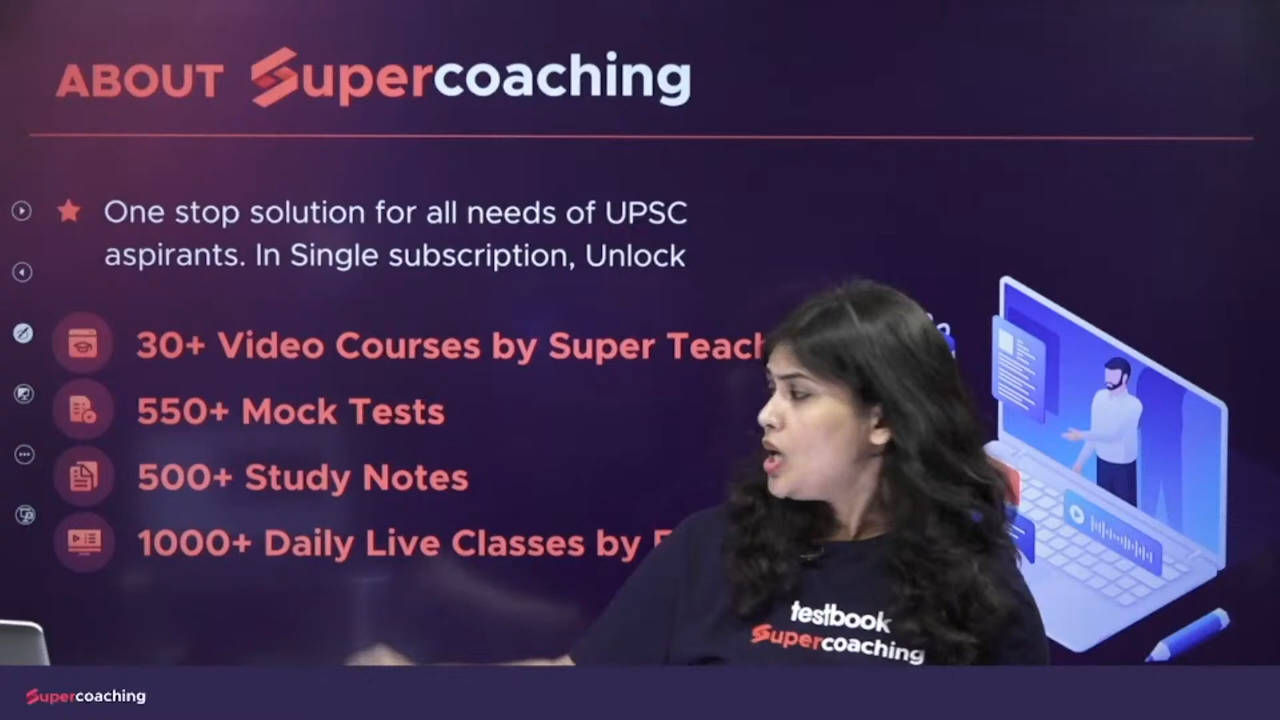 ABOUT Supercoaching
One stop solution for all needs of UPSC
aspirants. In Single subscription, Unlock
30+ Video Courses by Super
550+ Mock Tests
500+ Study Notes
1000+ Daily Live Classes by
testbook
Supercoaching
Supercoaching